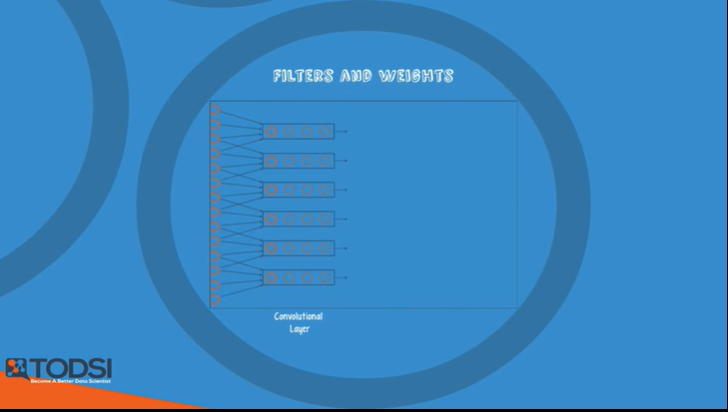 FILTERS AND WEIGHTS
Convolutional
Layer
TODSI
Become A Better Data Scientist